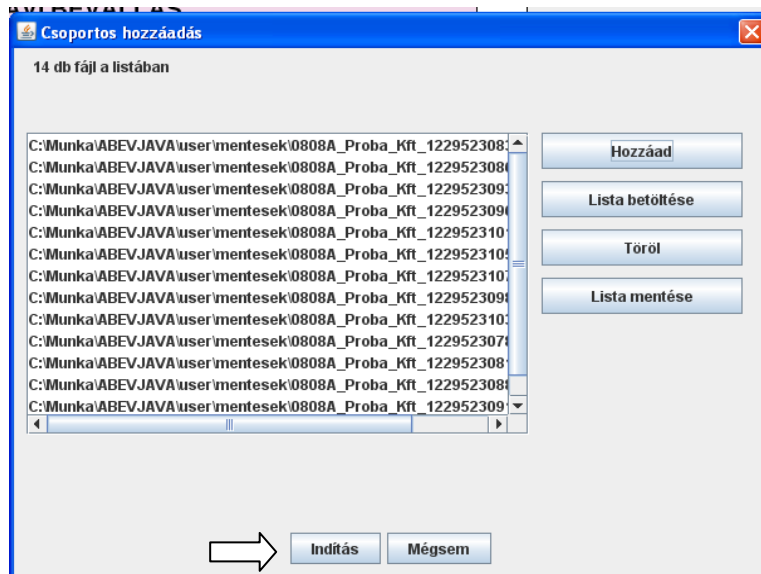 ÁVI BEVALLÁS
Csoportos hozzáadás
14 db fájl a listában
C:\Munka\ABEVJAVA\user\mentesek\0808A_Proba_Kft_122952308
C:\Munka\ABEVJAVA\user\mentesek\0808A_Proba_Kft_122952308
C:\Munka\ABEVJAVA\user\mentesek\0808A_Proba_Kft_122952309
C:\Munka\ABEVJAVA\user\mentesek\0808A_Proba_Kft_122952309
C:\Munka\ABEVJAVA\user\mentesek\0808A_Proba_Kft_122952310
C:\Munka\ABEVJAVA\user\mentesek\0808A_Proba_Kft_122952310
C:\Munka\ABEVJAVA\user\mentesek\0808A_Proba_Kft_122952310
C:\Munka\ABEVJAVA\user\mentesek\0808A_Proba_Kft_122952309
C:\Munka\ABEVJAVA\user\mentesek\0808A_Proba_Kft_122952310
C:\Munka\ABEVJAVA\user\mentesek\0808A_Proba_Kft_122952307
C:\Munka\ABEVJAVA\user\mentesek\0808A_Proba_Kft_122952308
C:\Munka\ABEVJAVA\user\mentesek\0808A_Proba_Kft_122952308
C:\Munka\ABEVJAVA\user\mentesek\0808A_Proba_Kft_122952309
Hozzáad
Lista betöltése
Töröl
Lista mentése
Indítás
Mégsem